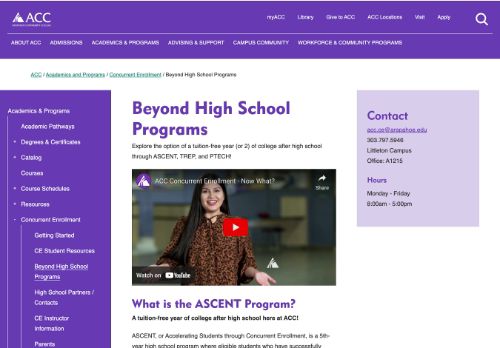 ACC
myACC Library Give to ACC ACC Locations Visit Apply
ABOUT ACC ADMISSIONS ACADEMICS & PROGRAMS ADVISING & SUPPORT CAMPUS COMMUNITY WORKFORCE & COMMUNITY PROGRAMS
ACC / Academics and Programs / Concurrent Enrollment / Beyond High School Programs
Academics & Programs
Academic Pathways
+ Degrees & Certificates
+ Catalog
Courses
+ Course Schedules
+ Resources
- Concurrent Enrollment
Getting Started
CE Student Resources
Beyond High School
Programs
High School Partners /
Contacts
CE Instructor
Information
Parents
Beyond High School
Programs
Explore the option of a tuition-free year (or 2) of college after high school
through ASCENT, TREP, and PTECH!
ACC Concurrent Enrollment - Now What?
Share
Watch on YouTube
What is the ASCENT Program?
A tuition-free year of college after high school here at ACC!
ASCENT, or Accelerating Students through Concurrent Enrollment, is a 5th-
year high school program where eligible students who have successfully
Contact
acc.ce@arapahoe.edu
303.797.5946
Littleton Campus
Office: A1215
Hours
Monday - Friday
8:00am - 5:00pm